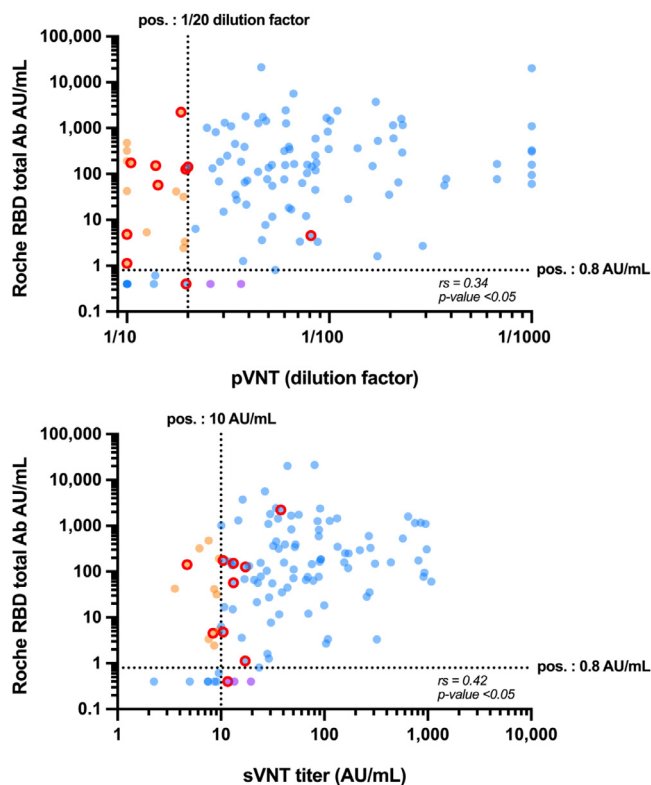 pos. : 1/20 dilution factor
100,000
10,000
1,000
100
10
1
0.1
Roche RBD total Ab AU/mL
pos. : 0.8 AU/mL
rs = 0.34
p-value <0.05
1/10
1/100
1/1000
pVNT (dilution factor)
pos. : 10 AU/mL
100,000
10,000
1,000
100
10
1
0.1
Roche RBD total Ab AU/mL
pos. : 0.8 AU/mL
rs = 0.42
p-value <0.05
1
10
100
1,000
10,000
sVNT titer (AU/mL)